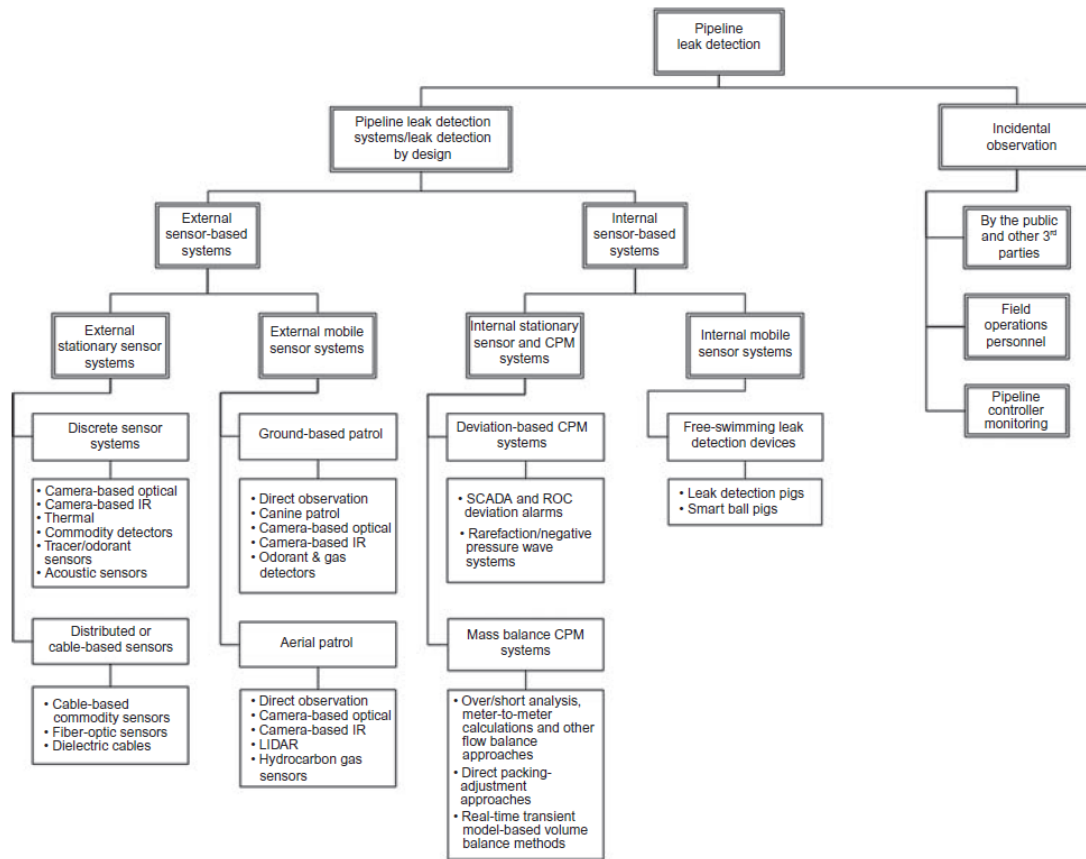 Pipeline
leak detection
Pipeline leak detection
systems/leak detection
by design
Incidental
observation
External
sensor-based
systems
Internal
sensor-based
systems
By the public
and other 3rd
parties
Field
operations
personnel
Pipeline
controller
monitoring
External
stationary sensor
systems
External mobile
sensor systems
Internal stationary
sensor and CPM
systems
Internal mobile
sensor systems
Discrete sensor
systems
• Camera-based optical
• Camera-based IR
• Thermal
• Commodity detectors
• Tracer/odorant
sensors
• Acoustic sensors
Distributed or
cable-based sensors
• Cable-based
commodity sensors
• Fiber-optic sensors
• Dielectric cables
Ground-based patrol
• Direct observation
• Canine patrol
• Camera-based optical
• Camera-based IR
• Odorant & gas
detectors
Aerial patrol
• Direct observation
• Camera-based optical
• Camera-based IR
• LIDAR
• Hydrocarbon gas
sensors
Deviation-based CPM
systems
• SCADA and ROC
deviation alarms
• Rarefaction/negative
pressure wave
systems
Mass balance CPM
systems
• Over/short analysis,
meter-to-meter
calculations and other
flow balance
approaches
• Direct packing-
adjustment
approaches
• Real-time transient
model-based volume
balance methods
Free-swimming leak
detection devices
• Leak detection pigs
• Smart ball pigs